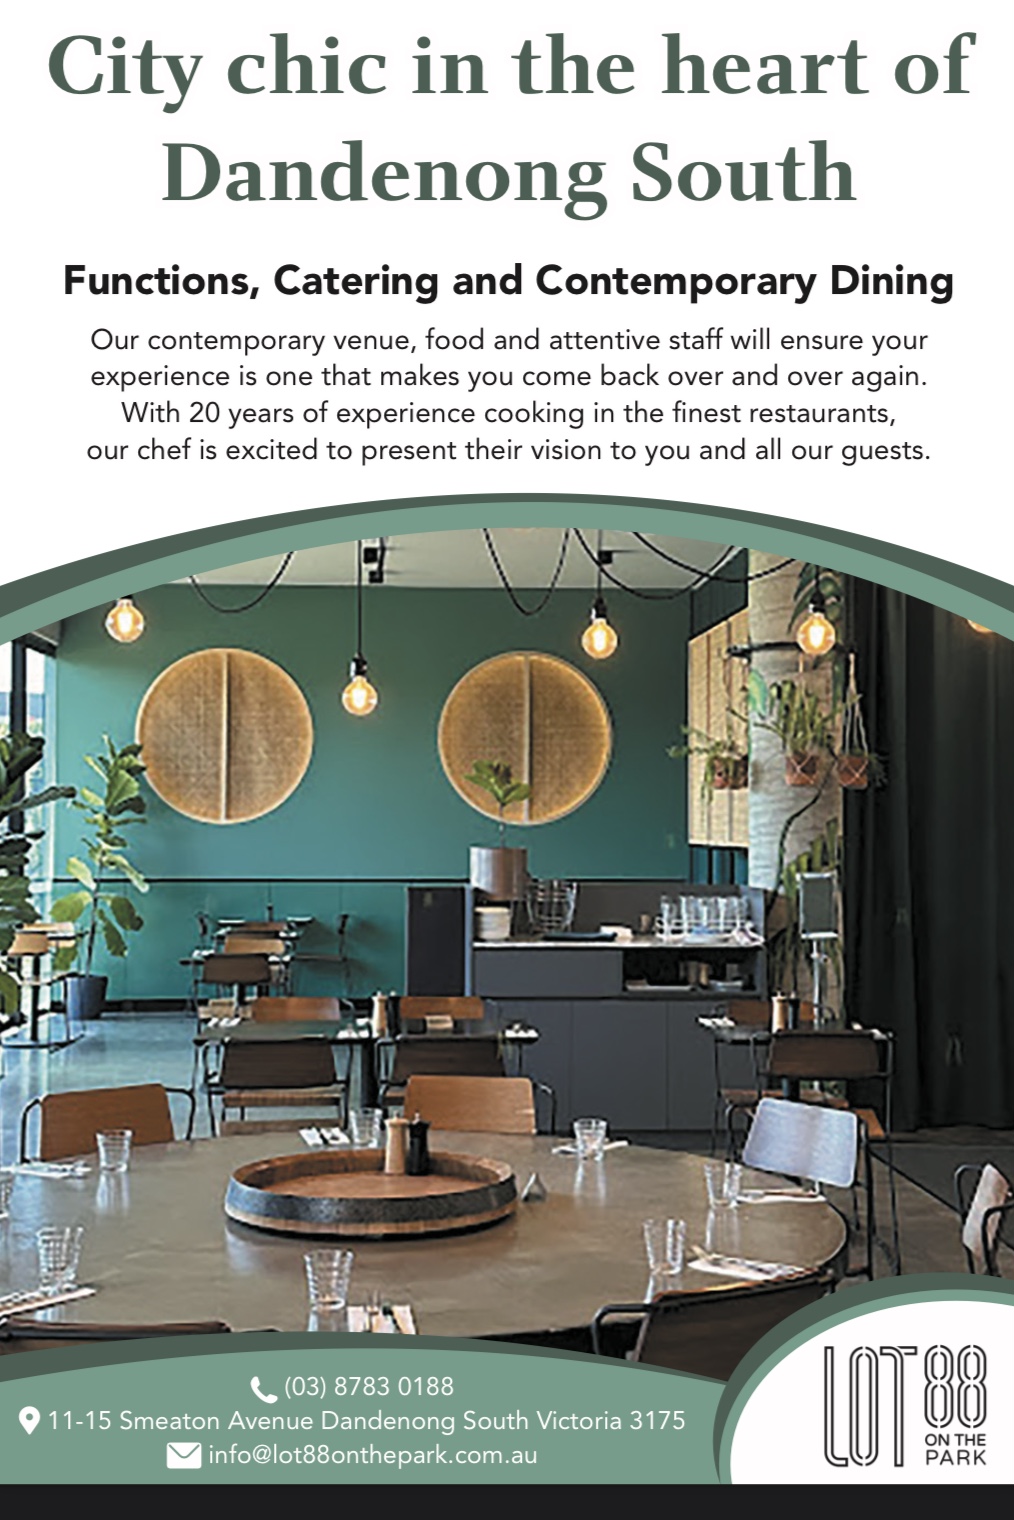 City chic in the heart of
Dandenong South
Functions, Catering and Contemporary Dining
Our contemporary venue, food and attentive staff will ensure your
experience is one that makes you come back over and over again.
With 20 years of experience cooking in the finest restaurants,
our chef is excited to present their vision to you and all our guests.
(03) 8783 0188
11-15 Smeaton Avenue Dandenong South Victoria 3175
info@lot88onthepark.com.au
LOT 88
ON THE
PARK